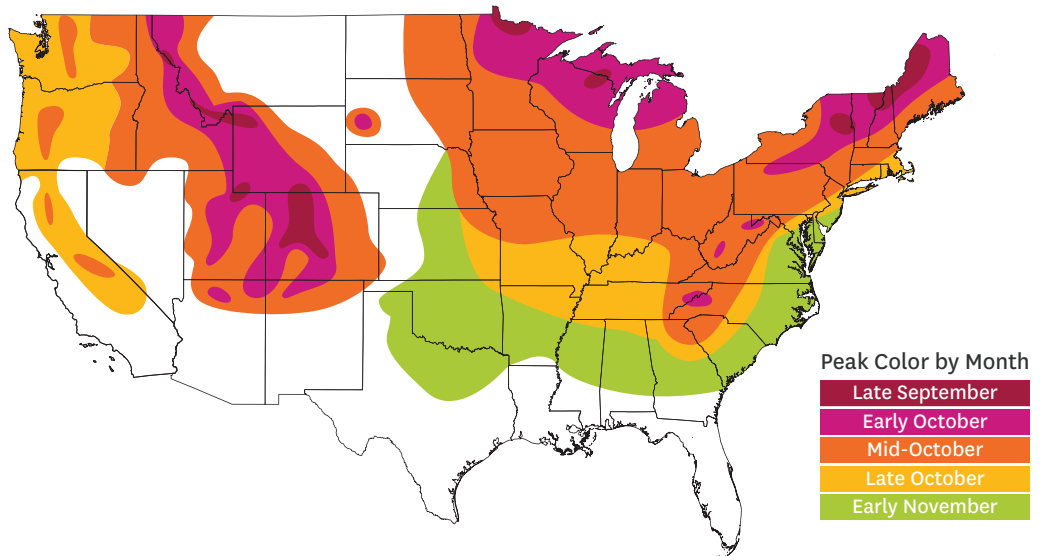 Peak Color by Month
Late September
Early October
Mid-October
Late October
Early November